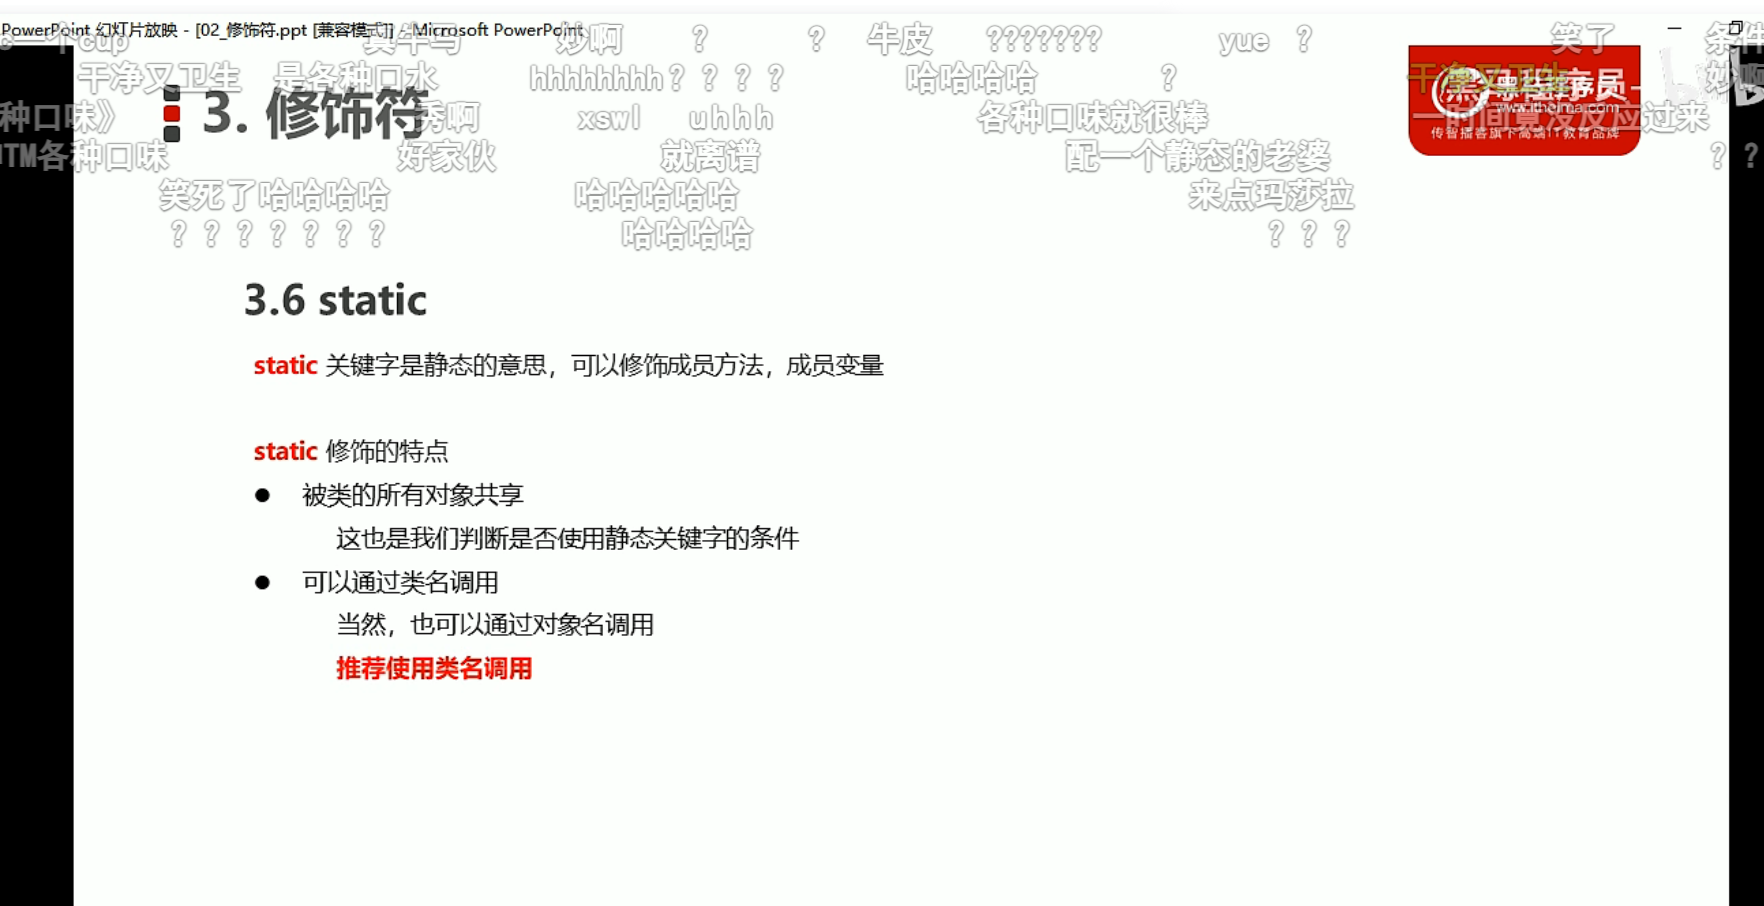 PowerPoint 幻灯片放映 - [02_修饰符.ppt [兼容模式]] - Microsoft PowerPoint
一个cup
真牛马
妙啊
?
?
牛皮
???????
yue
?
笑了
条件
干净又卫生
是各种口水
hhhhhhhh????
哈哈哈哈
?
干净又卫生
妙啊
3. 修饰符
种口味》
秀啊
xswl
uhhh
各种口味就很棒
一时间竟没反应过来
黑马程序员
www.itheima.com
传智播客旗下高端IT教育品牌
TM各种口味
好家伙
就离谱
配一个静态的老婆
??
笑死了哈哈哈哈
哈哈哈哈哈
来点玛莎拉
???????
哈哈哈哈
???
3.6 static
static 关键字是静态的意思，可以修饰成员方法，成员变量
static 修饰的特点
● 被类的所有对象共享
这也是我们判断是否使用静态关键字的条件
● 可以通过类名调用
当然，也可以通过对象名调用
推荐使用类名调用